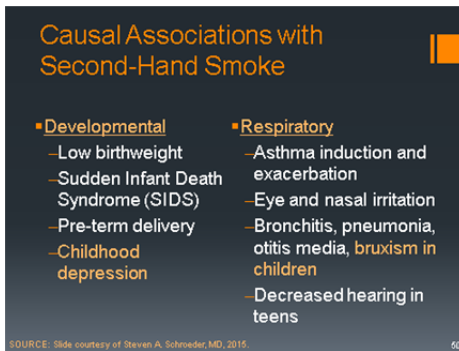 Causal Associations with
Second-Hand Smoke
▪Developmental
–Low birthweight
–Sudden Infant Death
Syndrome (SIDS)
–Pre-term delivery
–Childhood
depression
▪Respiratory
–Asthma induction and
exacerbation
–Eye and nasal irritation
–Bronchitis, pneumonia,
otitis media, bruxism in
children
–Decreased hearing in
teens
SOURCE: Slide courtesy of Steven A. Schroeder, MD, 2015.